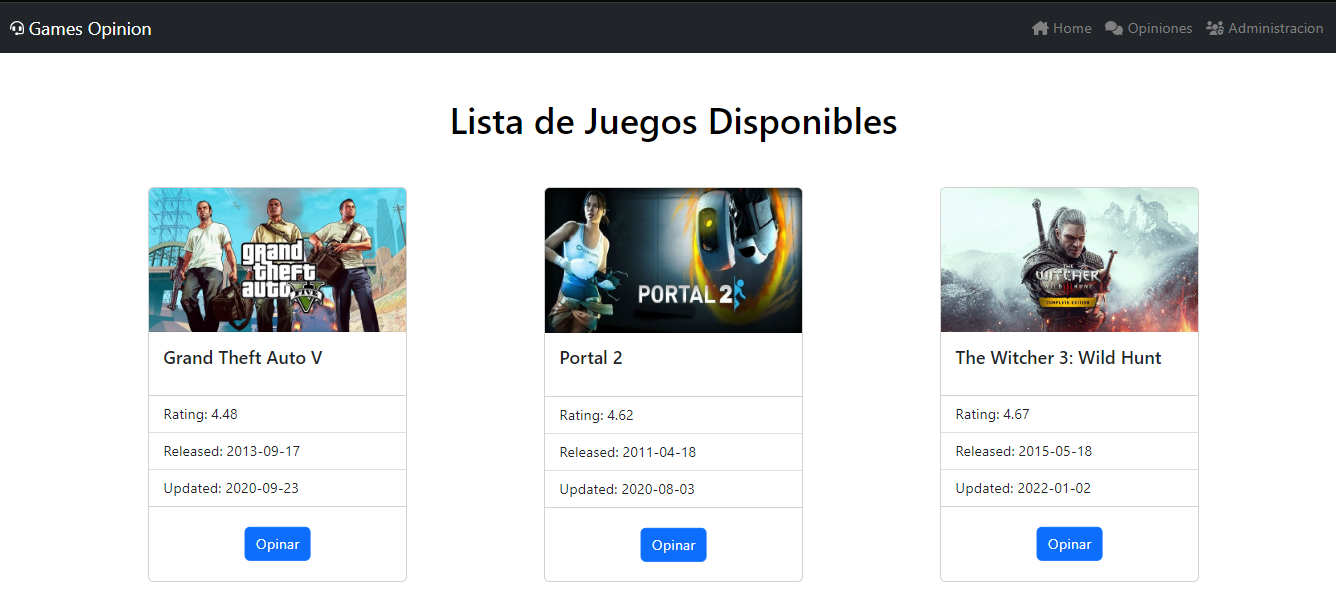 Games Opinion
Home
Opiniones
Administracion
Lista de Juegos Disponibles
grand
theft
auto
V
FIVE
Grand Theft Auto V
Rating: 4.48
Released: 2013-09-17
Updated: 2020-09-23
Opinar
PORTAL 2
Portal 2
Rating: 4.62
Released: 2011-04-18
Updated: 2020-08-03
Opinar
THE
WITCHER
WILD HUNT
COMPLETE EDITION
The Witcher 3: Wild Hunt
Rating: 4.67
Released: 2015-05-18
Updated: 2022-01-02
Opinar